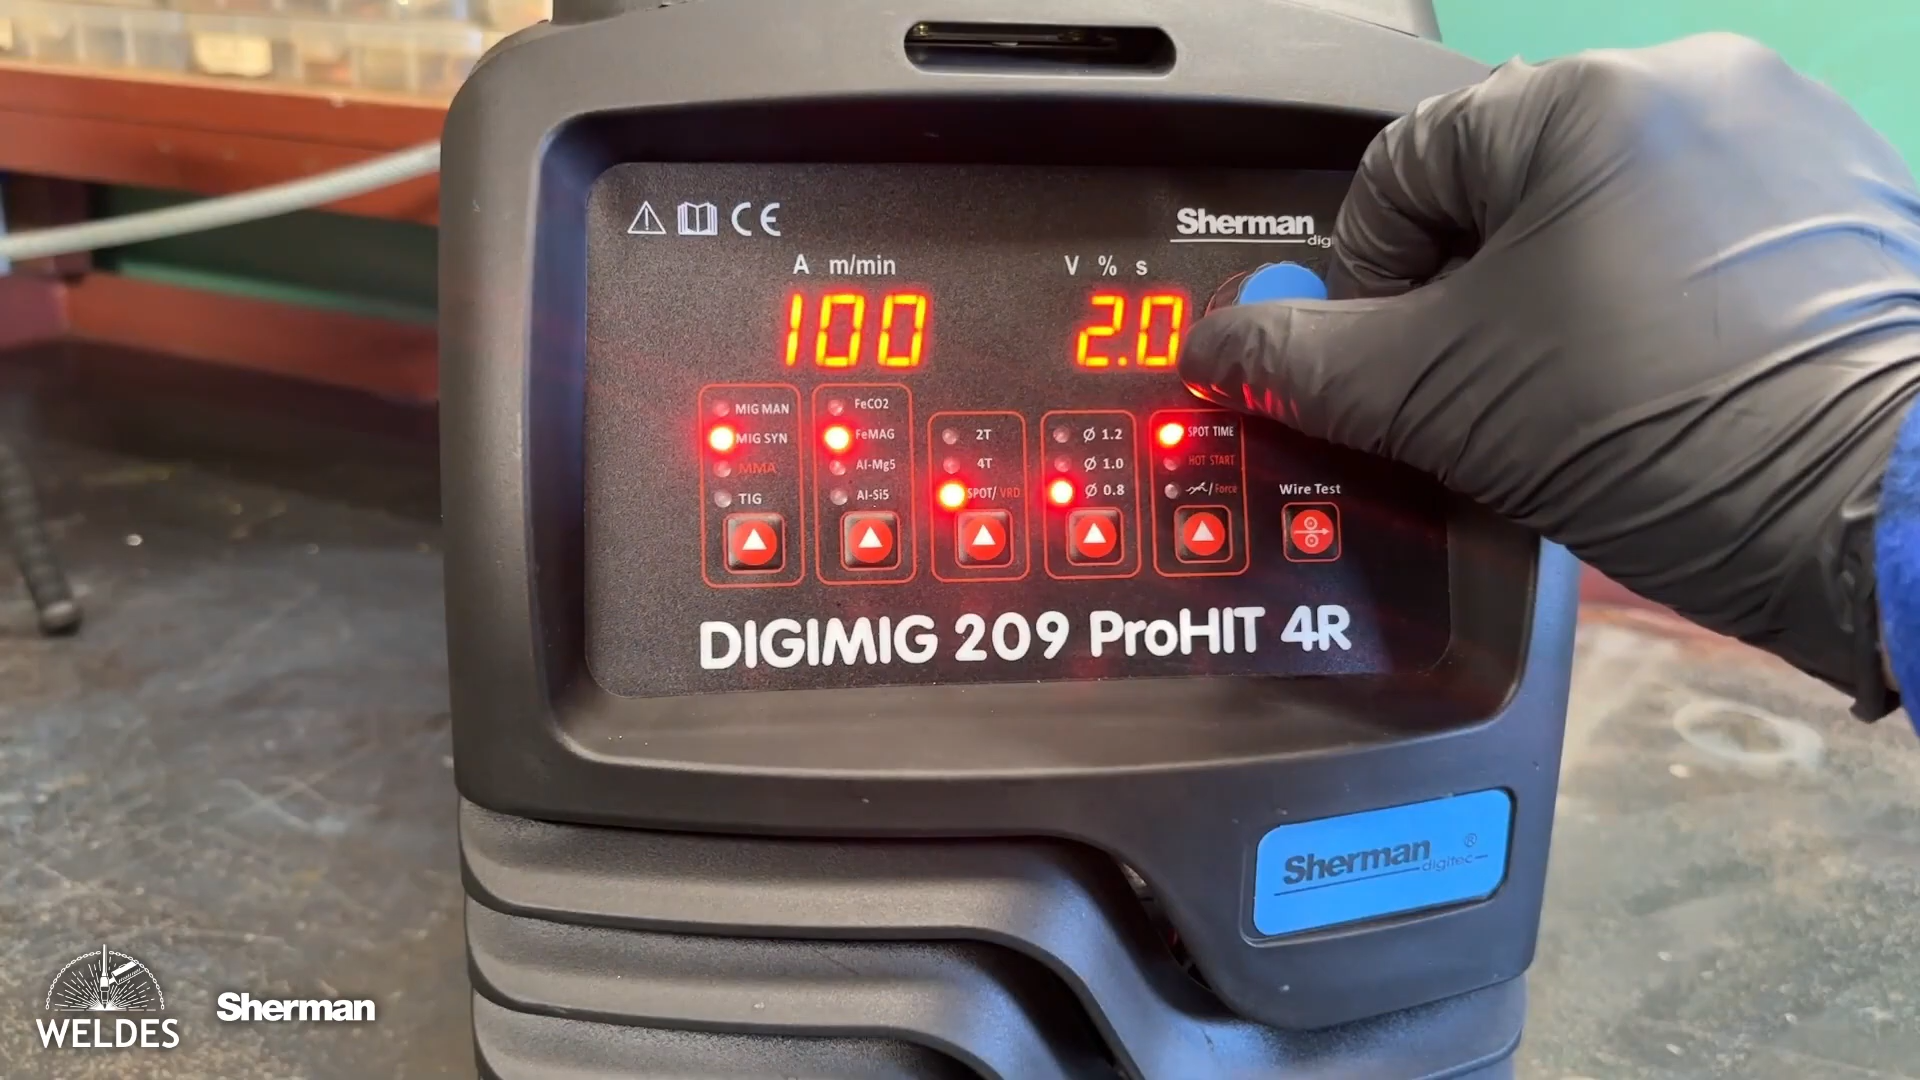 CE
Sherman
digi
A m/min
V % s
100
2.0
MIG MAN
MIG SYN
MMA
TIG
FeCO2
FeMAG
Al-Mg5
Al-Si5
2T
4T
SPOT/ VRD
Ø 1.2
Ø 1.0
Ø 0.8
SPOT TIME
HOT START
/Force
Wire Test
DIGIMIG 209 ProHIT 4R
Sherman ®
digitec
WELDES
Sherman